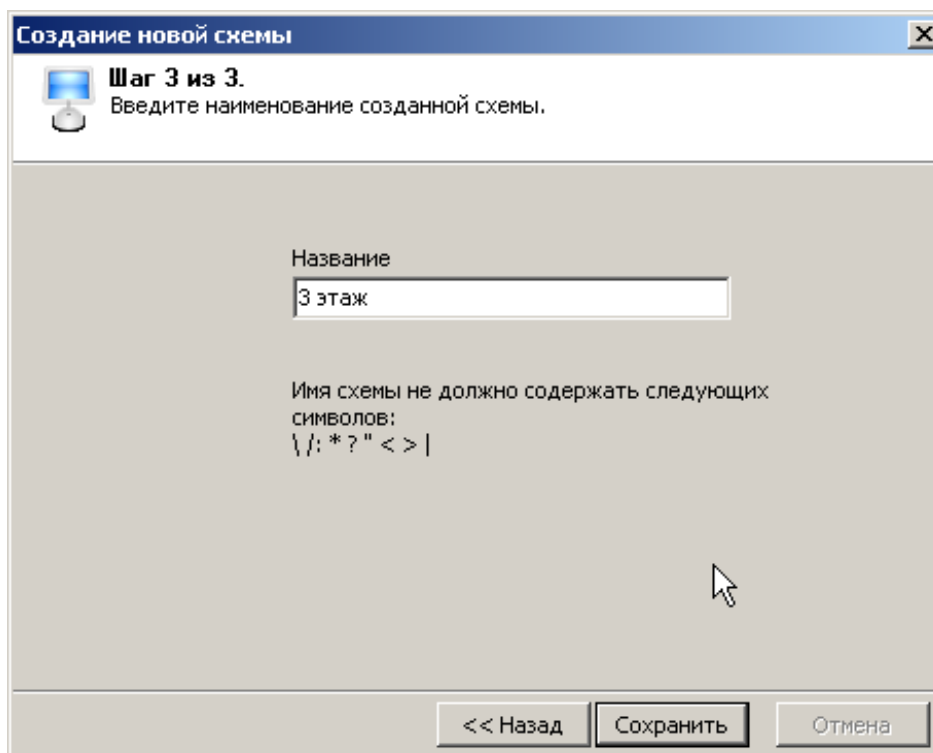 Создание новой схемы
Шаг 3 из 3.
Введите наименование созданной схемы.
Название
3 этаж
Имя схемы не должно содержать следующих
символов:
\ /: * ? " < > |
<< Назад
Сохранить
Отмена